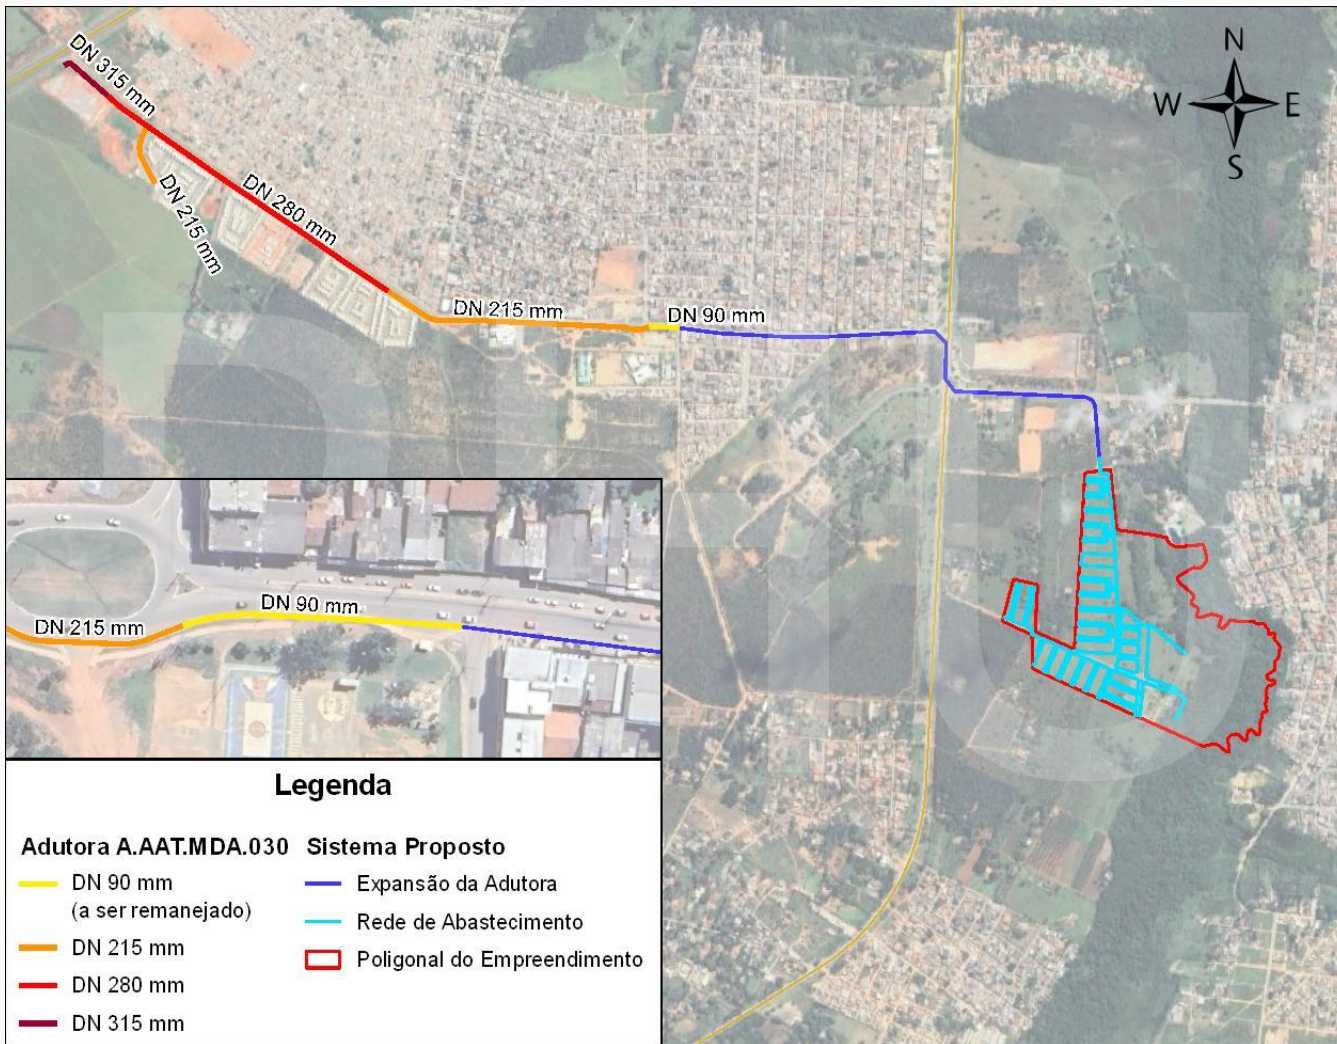 N
W E
S
DN 315 mm
DN 280 mm
DN 215 mm
DN 215 mm
DN 90 mm
DN 90 mm
DN 215 mm
Legenda
Adutora A.AAT.MDA.030
DN 90 mm
(a ser remanejado)
DN 215 mm
DN 280 mm
DN 315 mm
Sistema Proposto
Expansão da Adutora
Rede de Abastecimento
Poligonal do Empreendimento